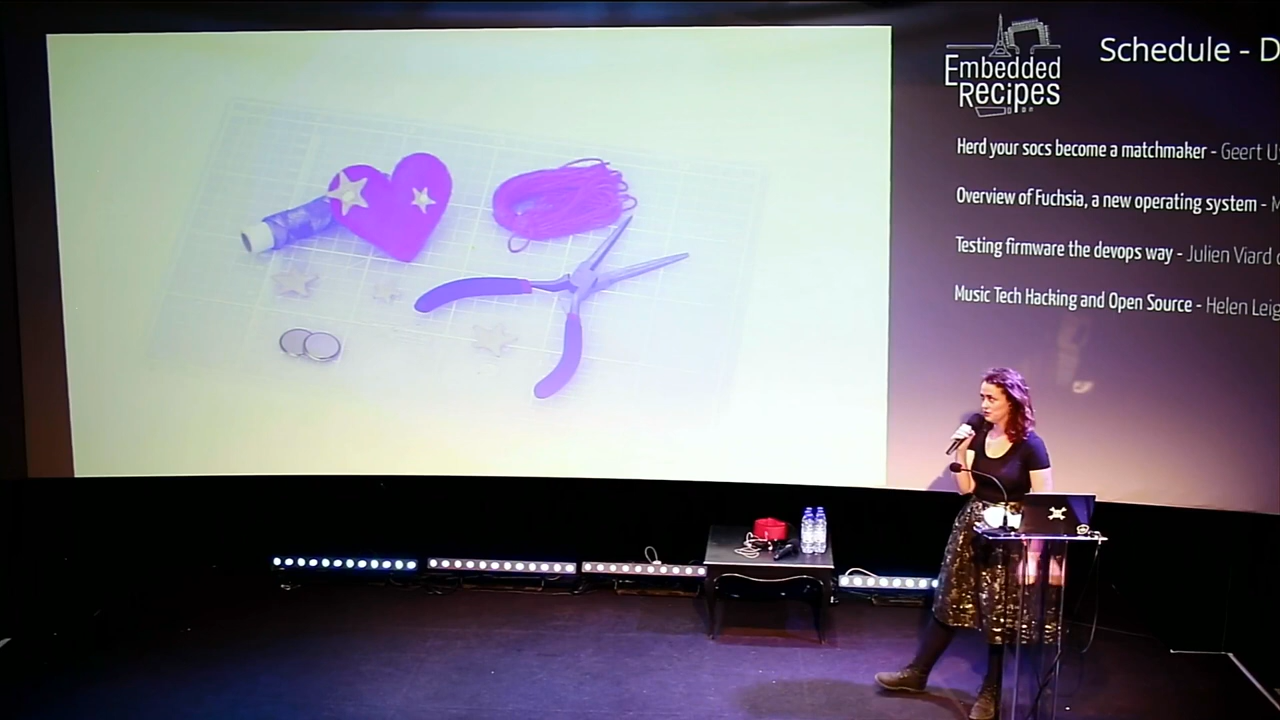 Embedded
Recipes
Schedule - D
Herd your socs become a matchmaker - Geert U
Overview of Fuchsia, a new operating system - M
Testing firmware the devops way - Julien Viard d
Music Tech Hacking and Open Source - Helen Leig